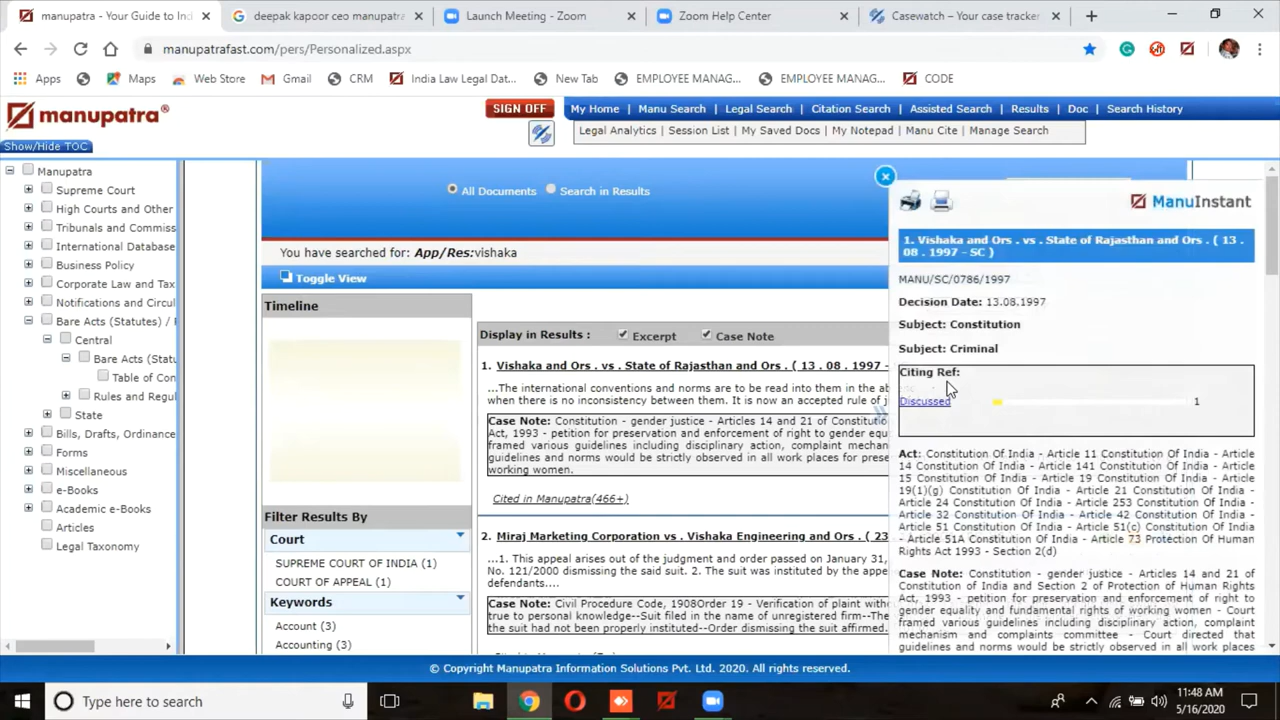 manupatra - Your Guide to Ind
deepak kapoor ceo manupatra
Launch Meeting - Zoom
Zoom Help Center
Casewatch – Your case tracker
manupatrafast.com/pers/Personalized.aspx
Apps
Maps
Web Store
Gmail
CRM
India Law Legal Dat...
New Tab
EMPLOYEE MANAG...
EMPLOYEE MANAG...
CODE
manupatra®
SIGN OFF
My Home | Manu Search | Legal Search | Citation Search | Assisted Search | Results | Doc | Search History
Legal Analytics | Session List | My Saved Docs | My Notepad | Manu Cite | Manage Search
Show/Hide TOC
Manupatra
Supreme Court
High Courts and Other
Tribunals and Commiss
International Database
Business Policy
Corporate Law and Tax
Notifications and Circul
Bare Acts (Statutes) / R
Central
Bare Acts (Statu
Table of Con
Rules and Regul
State
Bills, Drafts, Ordinance
Forms
Miscellaneous
e-Books
Academic e-Books
Articles
Legal Taxonomy
All Documents
Search in Results
You have searched for: App/Res:vishaka
Toggle View
Timeline
Filter Results By
Court
SUPREME COURT OF INDIA (1)
COURT OF APPEAL (1)
Keywords
Account (3)
Accounting (3)
Display in Results :
Excerpt
Case Note
1. Vishaka and Ors . vs . State of Rajasthan and Ors . ( 13 . 08 . 1997 -
...The international conventions and norms are to be read into them in the ab
when there is no inconsistency between them. It is now an accepted rule of j
Case Note: Constitution - gender justice - Articles 14 and 21 of Constitutio
Act, 1993 - petition for preservation and enforcement of right to gender equ
framed various guidelines including disciplinary action, complaint mechan
guidelines and norms would be strictly observed in all work places for prese
working women.
Cited in Manupatra(466+)
2. Miraj Marketing Corporation vs . Vishaka Engineering and Ors . ( 23
...1. This appeal arises out of the judgment and order passed on January 31,
No. 121/2000 dismissing the said suit. 2. The suit was instituted by the appe
defendants....
Case Note: Civil Procedure Code, 1908Order 19 - Verification of plaint witho
true to personal knowledge--Suit filed in the name of unregistered firm--The
the suit had not been properly instituted--Order dismissing the suit affirmed.
ManuInstant
1. Vishaka and Ors . vs . State of Rajasthan and Ors . ( 13 .
08 . 1997 - SC )
MANU/SC/0786/1997
Decision Date: 13.08.1997
Subject: Constitution
Subject: Criminal
Citing Ref:
Discussed
1
Act: Constitution Of India - Article 11 Constitution Of India - Article
14 Constitution Of India - Article 141 Constitution Of India - Article
15 Constitution Of India - Article 19 Constitution Of India - Article
19(1)(g) Constitution Of India - Article 21 Constitution Of India -
Article 24 Constitution Of India - Article 253 Constitution Of India -
Article 32 Constitution Of India - Article 42 Constitution Of India -
Article 51 Constitution Of India - Article 51(c) Constitution Of India
- Article 51A Constitution Of India - Article 73 Protection Of Human
Rights Act 1993 - Section 2(d)
Case Note: Constitution - gender justice - Articles 14 and 21 of
Constitution of India and Section 2 of Protection of Human Rights
Act, 1993 - petition for preservation and enforcement of right to
gender equality and fundamental rights of working women - Court
framed various guidelines including disciplinary action, complaint
mechanism and complaints committee - Court directed that
guidelines and norms would be strictly observed in all work places
© Copyright Manupatra Information Solutions Pvt. Ltd. 2020. All rights reserved.
Type here to search
11:48 AM
5/16/2020